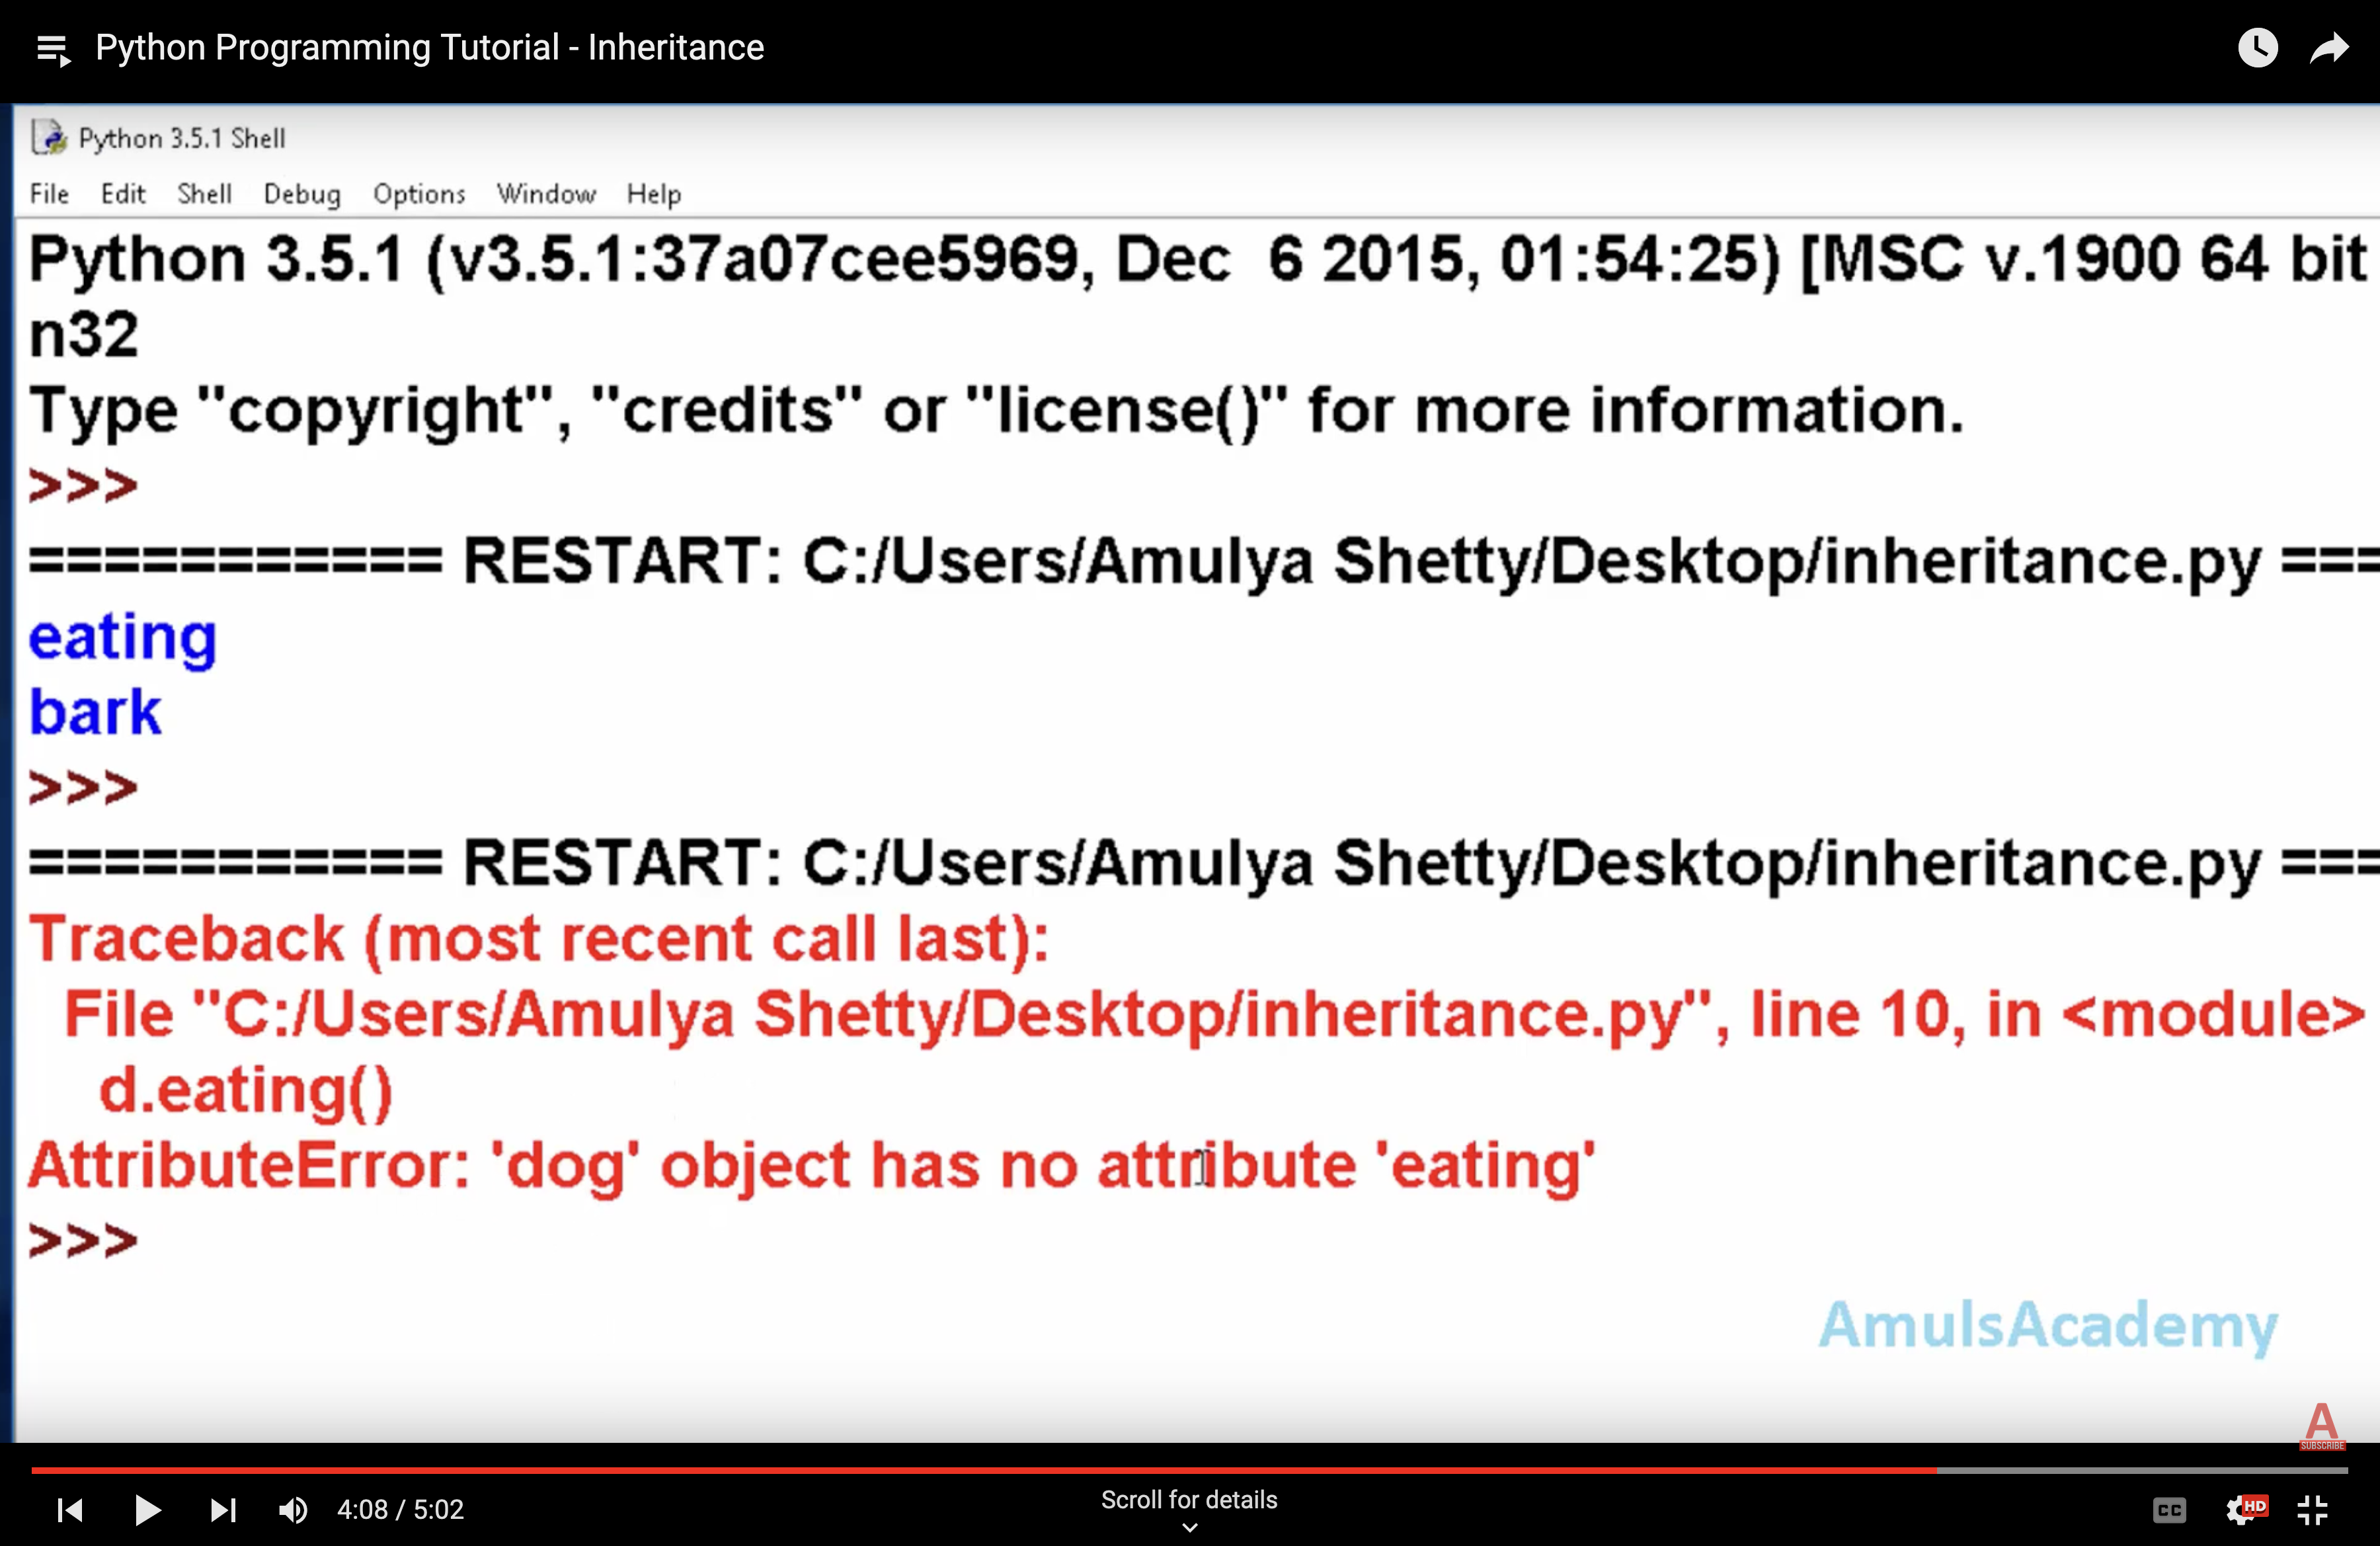 Python Programming Tutorial - Inheritance
Python 3.5.1 Shell
File Edit Shell Debug Options Window Help
Python 3.5.1 (v3.5.1:37a07cee5969, Dec  6 2015, 01:54:25) [MSC v.1900 64 bit
n32
Type "copyright", "credits" or "license()" for more information.
>>>
=========== RESTART: C:/Users/Amulya Shetty/Desktop/inheritance.py ===
eating
bark
>>>
=========== RESTART: C:/Users/Amulya Shetty/Desktop/inheritance.py ===
Traceback (most recent call last):
  File "C:/Users/Amulya Shetty/Desktop/inheritance.py", line 10, in <module>
    d.eating()
AttributeError: 'dog' object has no attribute 'eating'
>>>
AmulsAcademy
A
SUBSCRIBE
4:08 / 5:02
Scroll for details
CC
HD